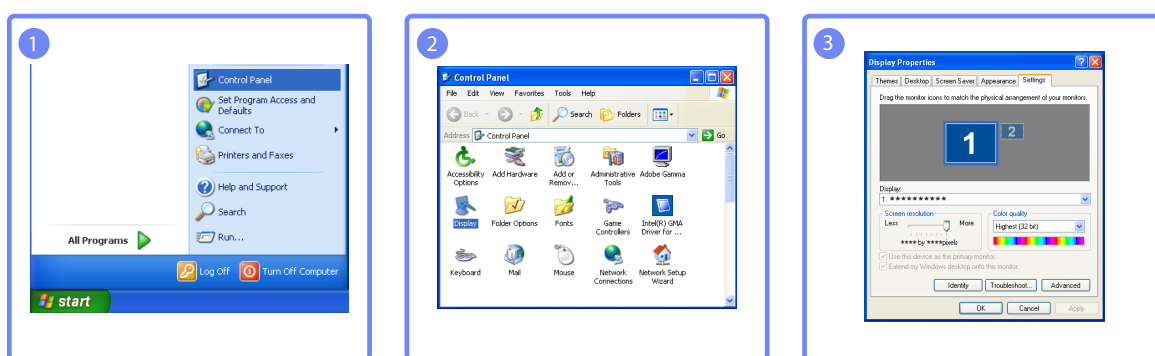 1
Control Panel
Set Program Access and
Defaults
Connect To
Printers and Faxes
Help and Support
Search
Run...
All Programs
Log Off
Turn Off Computer
start
2
Control Panel
File Edit View Favorites Tools Help
Back Search Folders
Address Control Panel Go
Accessibility Options
Add Hardware
Add or Remov...
Administrative Tools
Adobe Gamma
Display
Folder Options
Fonts
Game Controllers
Intel(R) GMA Driver for ...
Keyboard
Mail
Mouse
Network Connections
Network Setup Wizard
3
Display Properties
Themes Desktop Screen Saver Appearance Settings
Drag the monitor icons to match the physical arrangement of your monitors.
1 2
Display:
1. **********
Screen resolution
Less More
**** by ****pixels
Color quality
Highest (32 bit)
Use this device as the primary monitor.
Extend my Windows desktop onto this monitor.
Identify Troubleshoot... Advanced
OK Cancel Apply